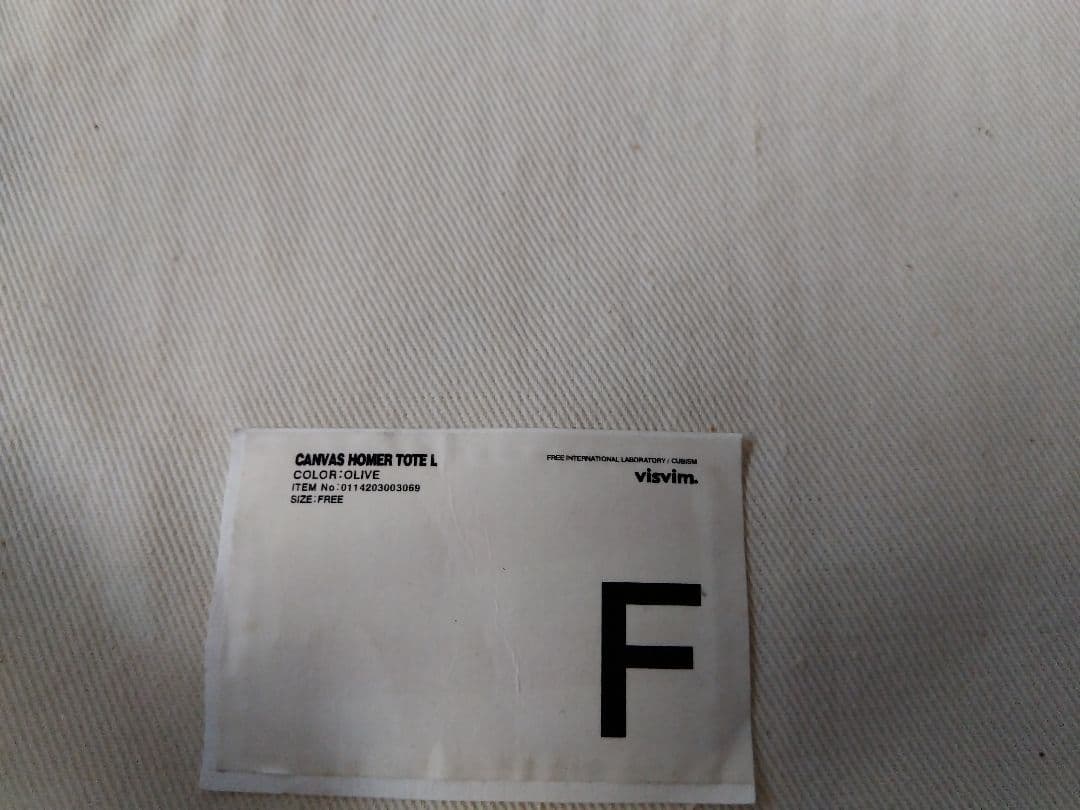 CANVAS HOMER TOTE L
COLOR:OLIVE
ITEM No:0114203003069
SIZE:FREE
FREE INTERNATIONAL LABORATORY / CUBISM
visvim.
F